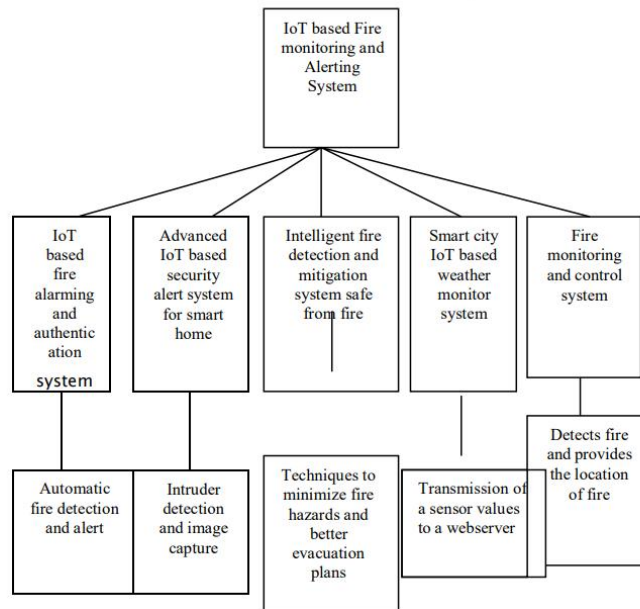 IoT based Fire
monitoring and
Alerting
System
IoT
based
fire
alarming
and
authentic
ation
system
Advanced
IoT based
security
alert system
for smart
home
Intelligent fire
detection and
mitigation
system safe
from fire
Smart city
IoT based
weather
monitor
system
Fire
monitoring
and control
system
Automatic
fire detection
and alert
Intruder
detection
and image
capture
Techniques to
minimize fire
hazards and
better
evacuation
plans
Transmission of
a sensor values
to a webserver
Detects fire
and provides
the location
of fire